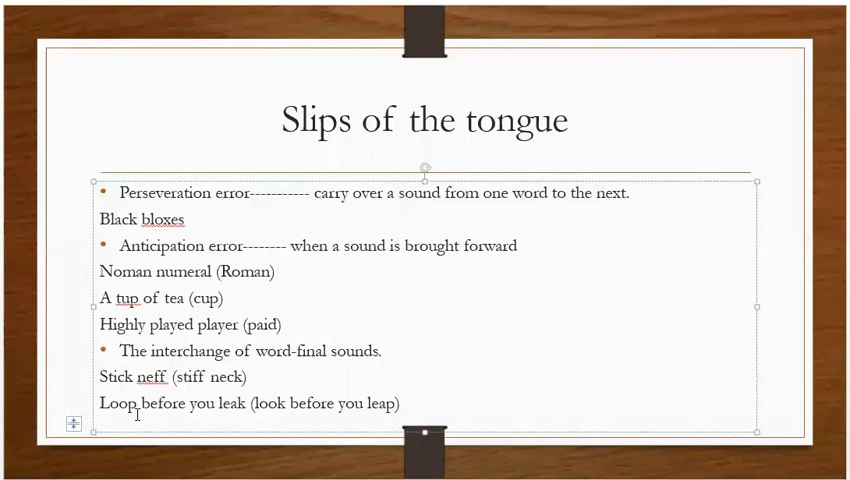 Slips of the tongue
• Perseveration error----------- carry over a sound from one word to the next.
Black bloxes
• Anticipation error-------- when a sound is brought forward
Noman numeral (Roman)
A tup of tea (cup)
Highly played player (paid)
• The interchange of word-final sounds.
Stick neff (stiff neck)
Loop before you leak (look before you leap)